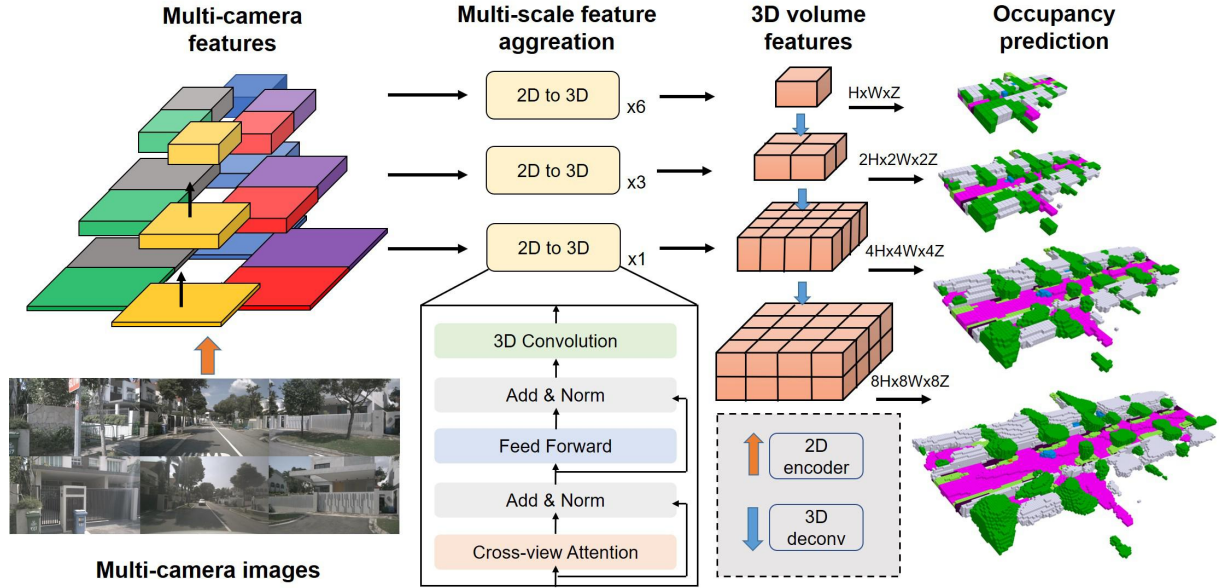 Multi-camera
features
Multi-scale feature
aggreation
3D volume
features
Occupancy
prediction
2D to 3D
x6
HxWxZ
2D to 3D
x3
2Hx2Wx2Z
2D to 3D
x1
4Hx4Wx4Z
3D Convolution
Add & Norm
Feed Forward
Add & Norm
Cross-view Attention
8Hx8Wx8Z
2D
encoder
3D
deconv
Multi-camera images